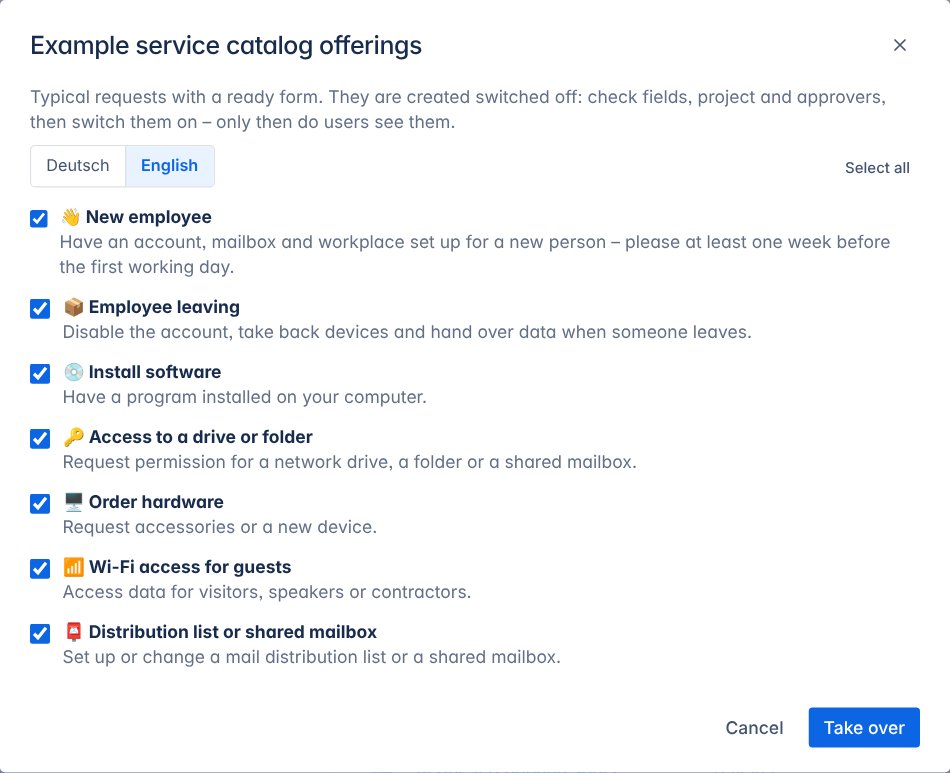 Example service catalog offerings
Typical requests with a ready form. They are created switched off: check fields, project and approvers,
then switch them on – only then do users see them.
Deutsch English Select all
New employee
Have an account, mailbox and workplace set up for a new person – please at least one week before
the first working day.
Employee leaving
Disable the account, take back devices and hand over data when someone leaves.
Install software
Have a program installed on your computer.
Access to a drive or folder
Request permission for a network drive, a folder or a shared mailbox.
Order hardware
Request accessories or a new device.
Wi-Fi access for guests
Access data for visitors, speakers or contractors.
Distribution list or shared mailbox
Set up or change a mail distribution list or a shared mailbox.
Cancel Take over